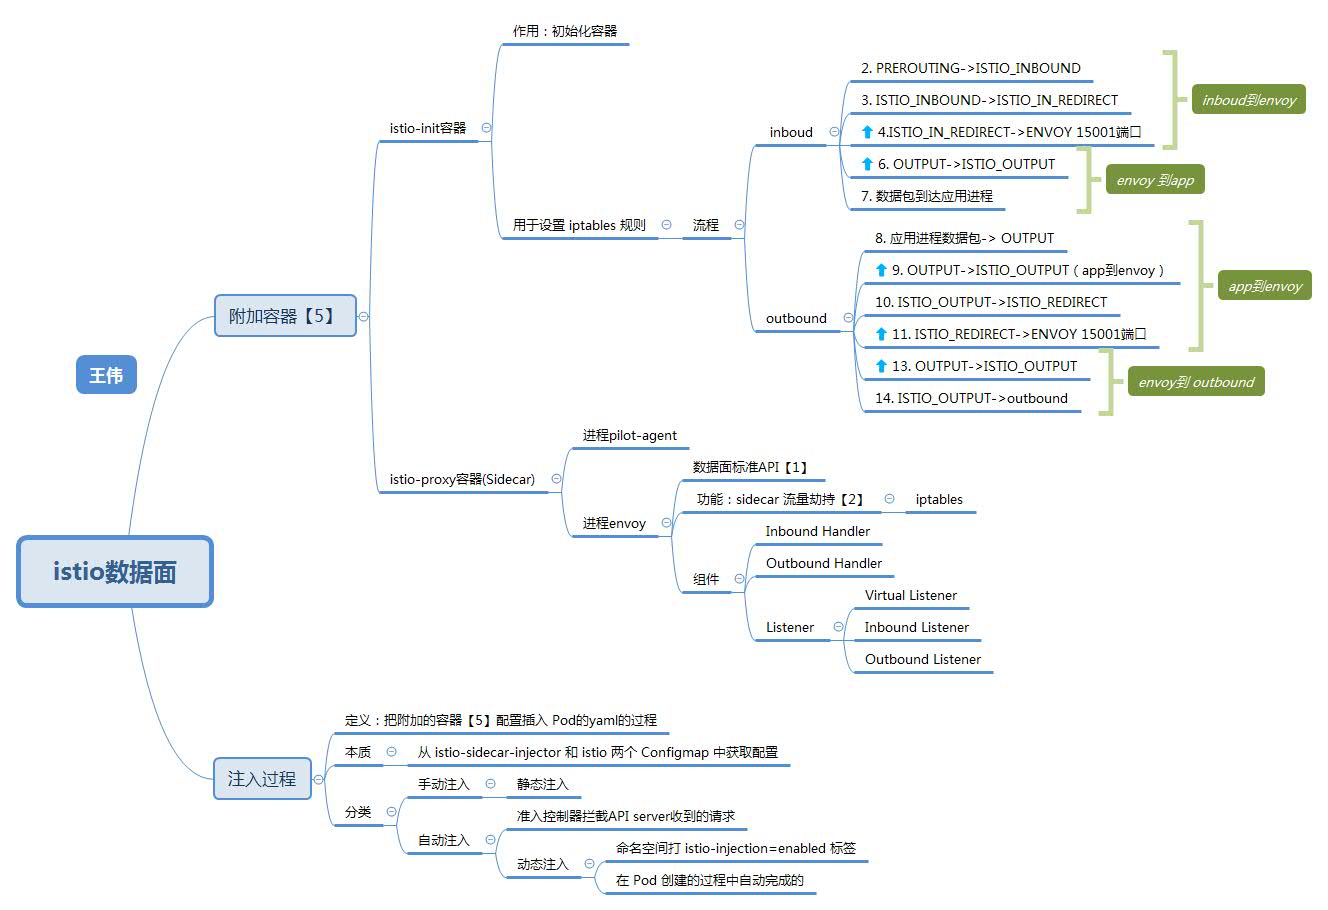 istio数据面
王伟
附加容器【5】
istio-init容器
作用：初始化容器
用于设置 iptables 规则
流程
inboud
2. PREROUTING->ISTIO_INBOUND
3. ISTIO_INBOUND->ISTIO_IN_REDIRECT
4.ISTIO_IN_REDIRECT->ENVOY 15001端口
inboud到envoy
6. OUTPUT->ISTIO_OUTPUT
7. 数据包到达应用进程
envoy 到app
outbound
8. 应用进程数据包-> OUTPUT
9. OUTPUT->ISTIO_OUTPUT（app到envoy）
10. ISTIO_OUTPUT->ISTIO_REDIRECT
11. ISTIO_REDIRECT->ENVOY 15001端口
app到envoy
13. OUTPUT->ISTIO_OUTPUT
14. ISTIO_OUTPUT->outbound
envoy到 outbound
istio-proxy容器(Sidecar)
进程pilot-agent
进程envoy
数据面标准API【1】
功能：sidecar 流量劫持【2】
iptables
组件
Inbound Handler
Outbound Handler
Listener
Virtual Listener
Inbound Listener
Outbound Listener
注入过程
定义：把附加的容器【5】配置插入 Pod的yaml的过程
本质
从 istio-sidecar-injector 和 istio 两个 Configmap 中获取配置
分类
手动注入
静态注入
自动注入
准入控制器拦截API server收到的请求
动态注入
命名空间打 istio-injection=enabled 标签
在 Pod 创建的过程中自动完成的